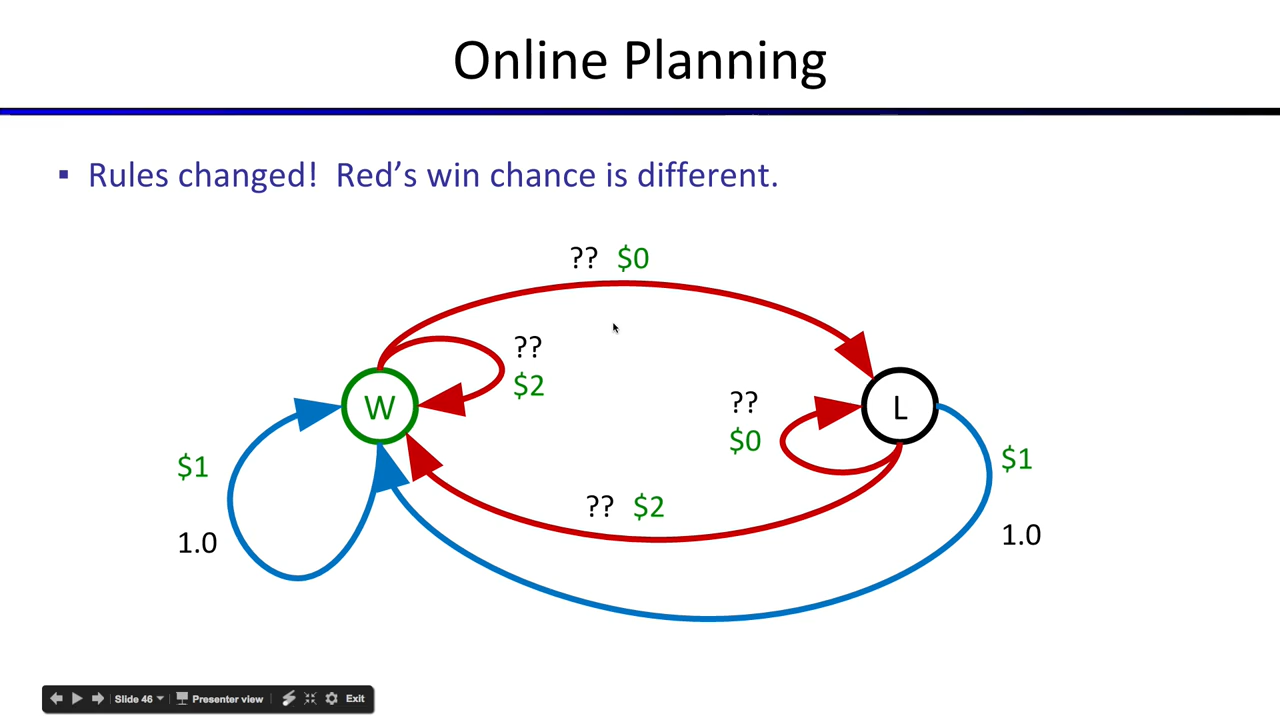 Online Planning
▪ Rules changed! Red’s win chance is different.
?? $0
??
$2
??
$0
W
L
$1
$1
?? $2
1.0
1.0
Slide 46
Presenter view
Exit